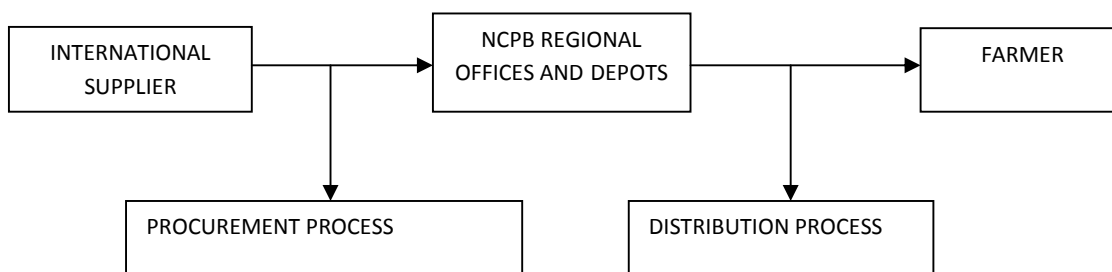 INTERNATIONAL
SUPPLIER
NCPB REGIONAL
OFFICES AND DEPOTS
FARMER
PROCUREMENT PROCESS
DISTRIBUTION PROCESS